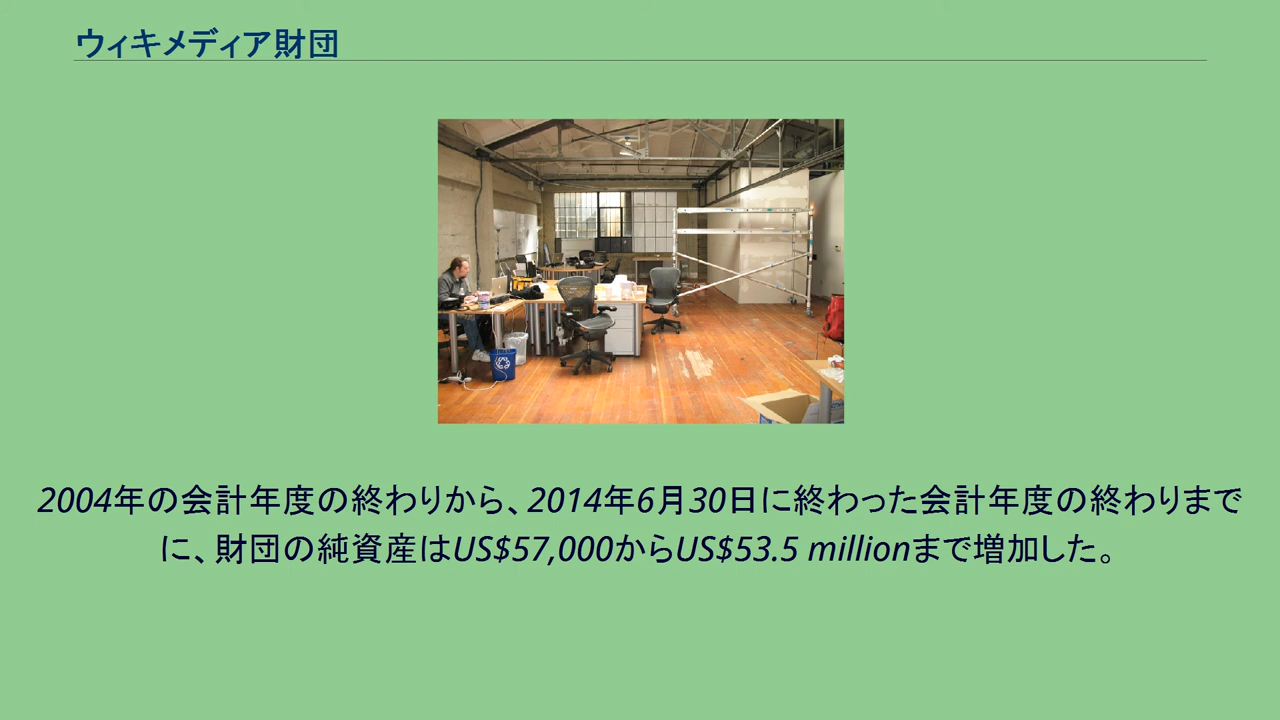 ウィキメディア財団
2004年の会計年度の終わりから、2014年6月30日に終わった会計年度の終わりまで
に、財団の純資産はUS$57,000からUS$53.5 millionまで増加した。